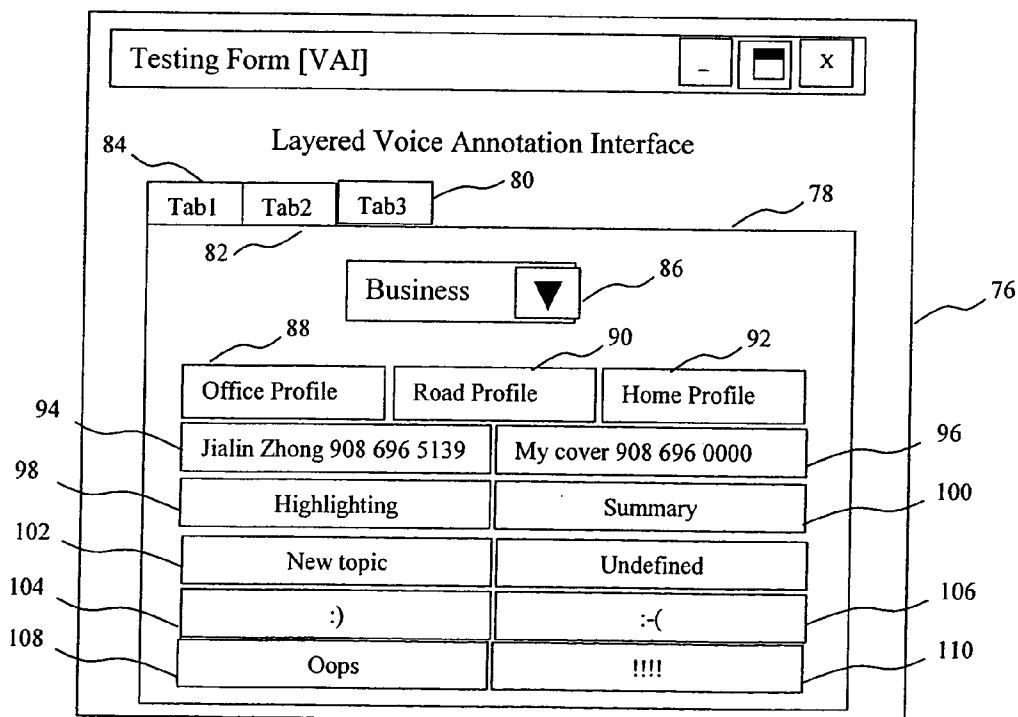 Testing Form [VAI] _ X
Layered Voice Annotation Interface
84
80
78
Tab1 Tab2 Tab3
82
Business
86
76
88
90
92
Office Profile Road Profile Home Profile
94
Jialin Zhong 908 696 5139 My cover 908 696 0000
96
98
Highlighting Summary
100
102
New topic Undefined
104
:) :-(
106
108
Oops !!!!
110